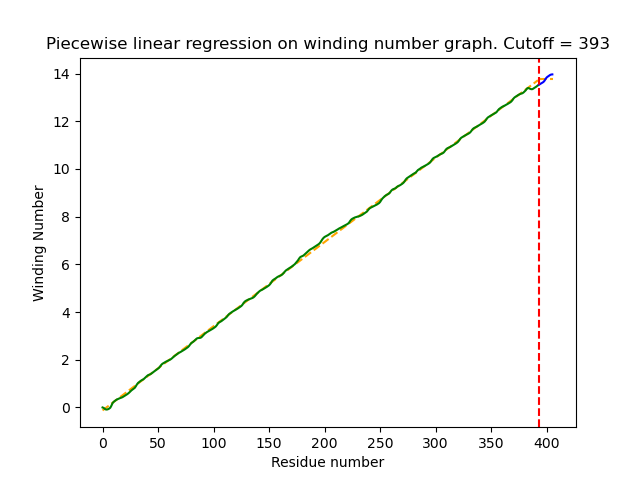 Piecewise linear regression on winding number graph. Cutoff = 393
14
12
10
8
6
4
2
0
Winding Number
0 50 100 150 200 250 300 350 400
Residue number